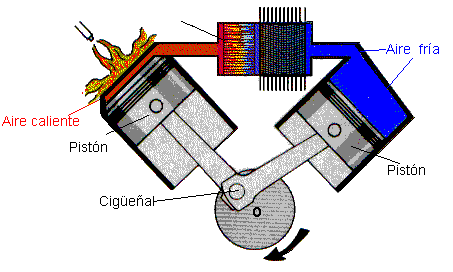 Aire fría
Aire caliente
Pistón
Pistón
Cigüeñal